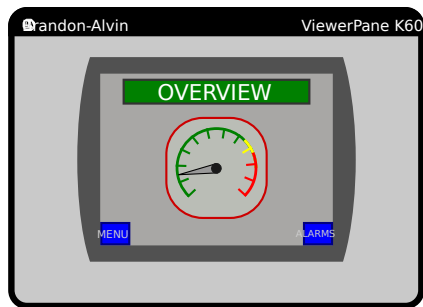 Brandon-Alvin
ViewerPane K60
OVERVIEW
MENU
ALARMS